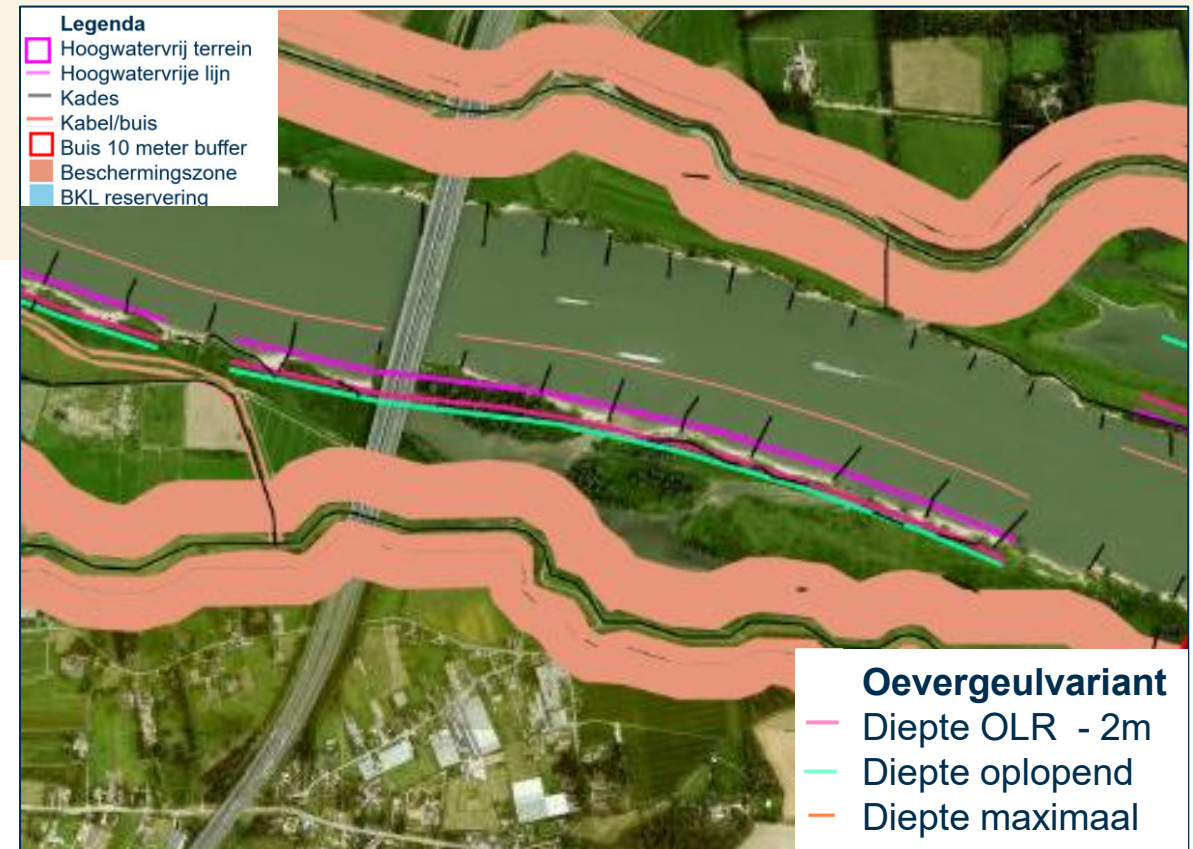 Legenda
Hoogwatervrij terrein
Hoogwatervrije lijn
Kades
Kabel/buis
Buis 10 meter buffer
Beschermingszone
BKL reservering
Oevergeulvariant
Diepte OLR - 2m
Diepte oplopend
Diepte maximaal